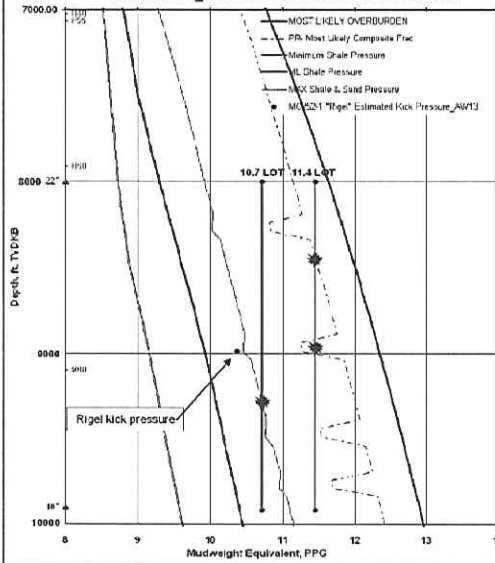 7000.00
MOST LIKELY OVERBURDEN
PR- Most Likely Composite Frac
Minimum Shale Pressure
ML Shale Pressure
MAX Shale & Sand Pressure
"Rigel" Estimated Kick Pressure_AW13
10.7 LOT 11.4 LOT
8000 22"
Depth, ft. TVDKB
9000
Rigel kick pressure
10000
8 9 10 11 12 13
Mudweight Equivalent, PPG